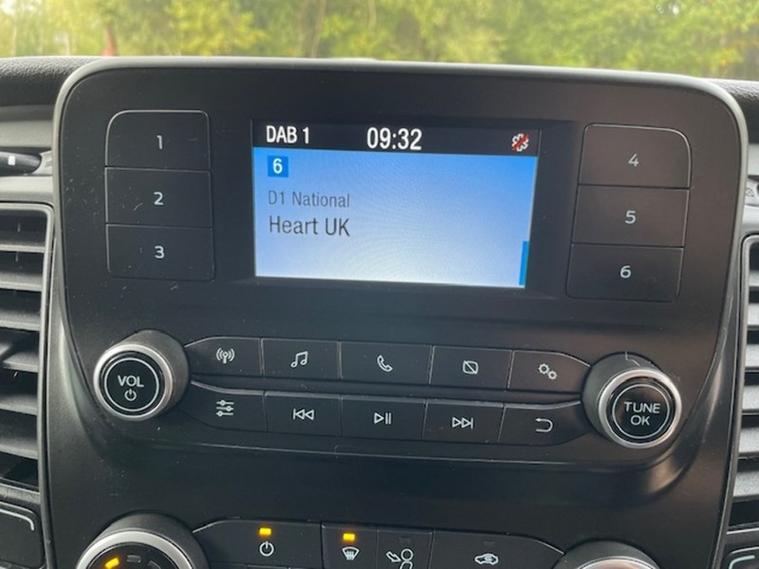 DAB 1 09:32
6
D1 National
Heart UK
1
2
3
4
5
6
VOL
TUNE
OK